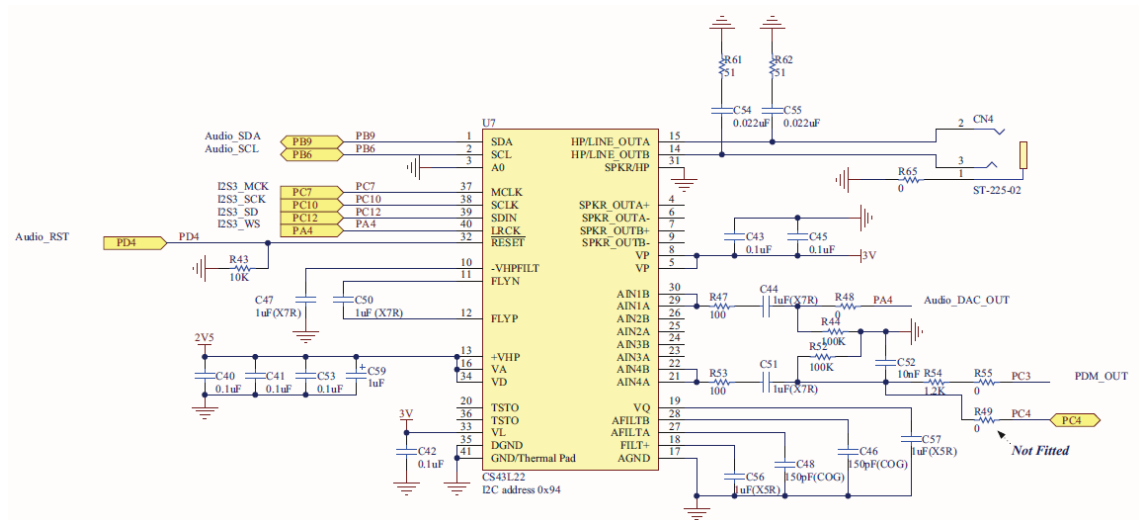 R61
51
R62
51
C54
0.022uF
C55
0.022uF
U7
CN4
Audio_SDA
PB9
PB9
1
SDA
HP/LINE_OUTA
15
2
Audio_SCL
PB6
PB6
2
SCL
HP/LINE_OUTB
14
3
3
A0
SPKR/HP
31
R65
0
1
ST-225-02
I2S3_MCK
PC7
PC7
37
MCLK
I2S3_SCK
PC10
PC10
38
SCLK
SPKR_OUTA+
4
I2S3_SD
PC12
PC12
39
SDIN
SPKR_OUTA-
6
I2S3_WS
PA4
PA4
40
LRCK
SPKR_OUTB+
7
Audio_RST
PD4
PD4
32
RESET
SPKR_OUTB-
9
VP
8
VP
5
C43
0.1uF
C45
0.1uF
3V
R43
10K
10
-VHPFILT
11
FLYN
12
FLYP
C47
1uF(X7R)
C50
1uF (X7R)
AIN1B
30
AIN1A
29
AIN2B
26
AIN2A
25
AIN3B
24
AIN3A
23
AIN4B
22
AIN4A
21
R47
100
C44
1uF(X7R)
R48
0
PA4
Audio_DAC_OUT
R44
100K
R52
100K
C52
10nF
R53
100
C51
1uF(X7R)
R54
1.2K
R55
0
PC3
PDM_OUT
R49
0
PC4
PC4
Not Fitted
2V5
13
+VHP
16
VA
34
VD
C40
0.1uF
C41
0.1uF
C53
0.1uF
+
C59
1uF
20
TSTO
36
TSTO
33
VL
35
DGND
41
GND/Thermal Pad
3V
C42
0.1uF
VQ
19
AFILTB
28
AFILTA
27
FILT+
18
AGND
17
C56
1uF(X5R)
C48
150pF(COG)
C46
150pF(COG)
C57
1uF(X5R)
CS43L22
I2C address 0x94